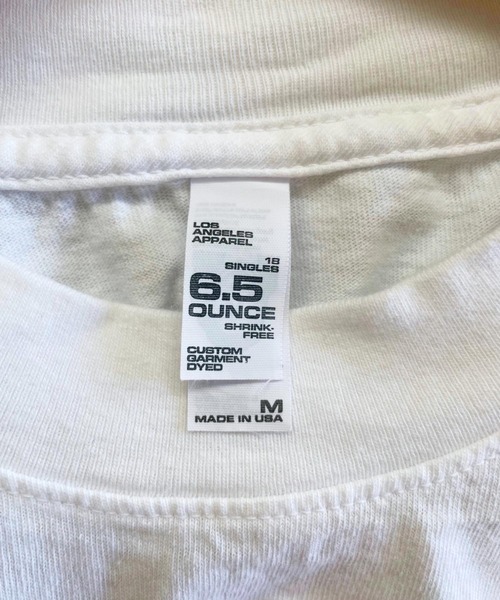 LOS
ANGELES
APPAREL
18
SINGLES
6.5
OUNCE
SHRINK-
FREE
CUSTOM
GARMENT
DYED
M
MADE IN USA